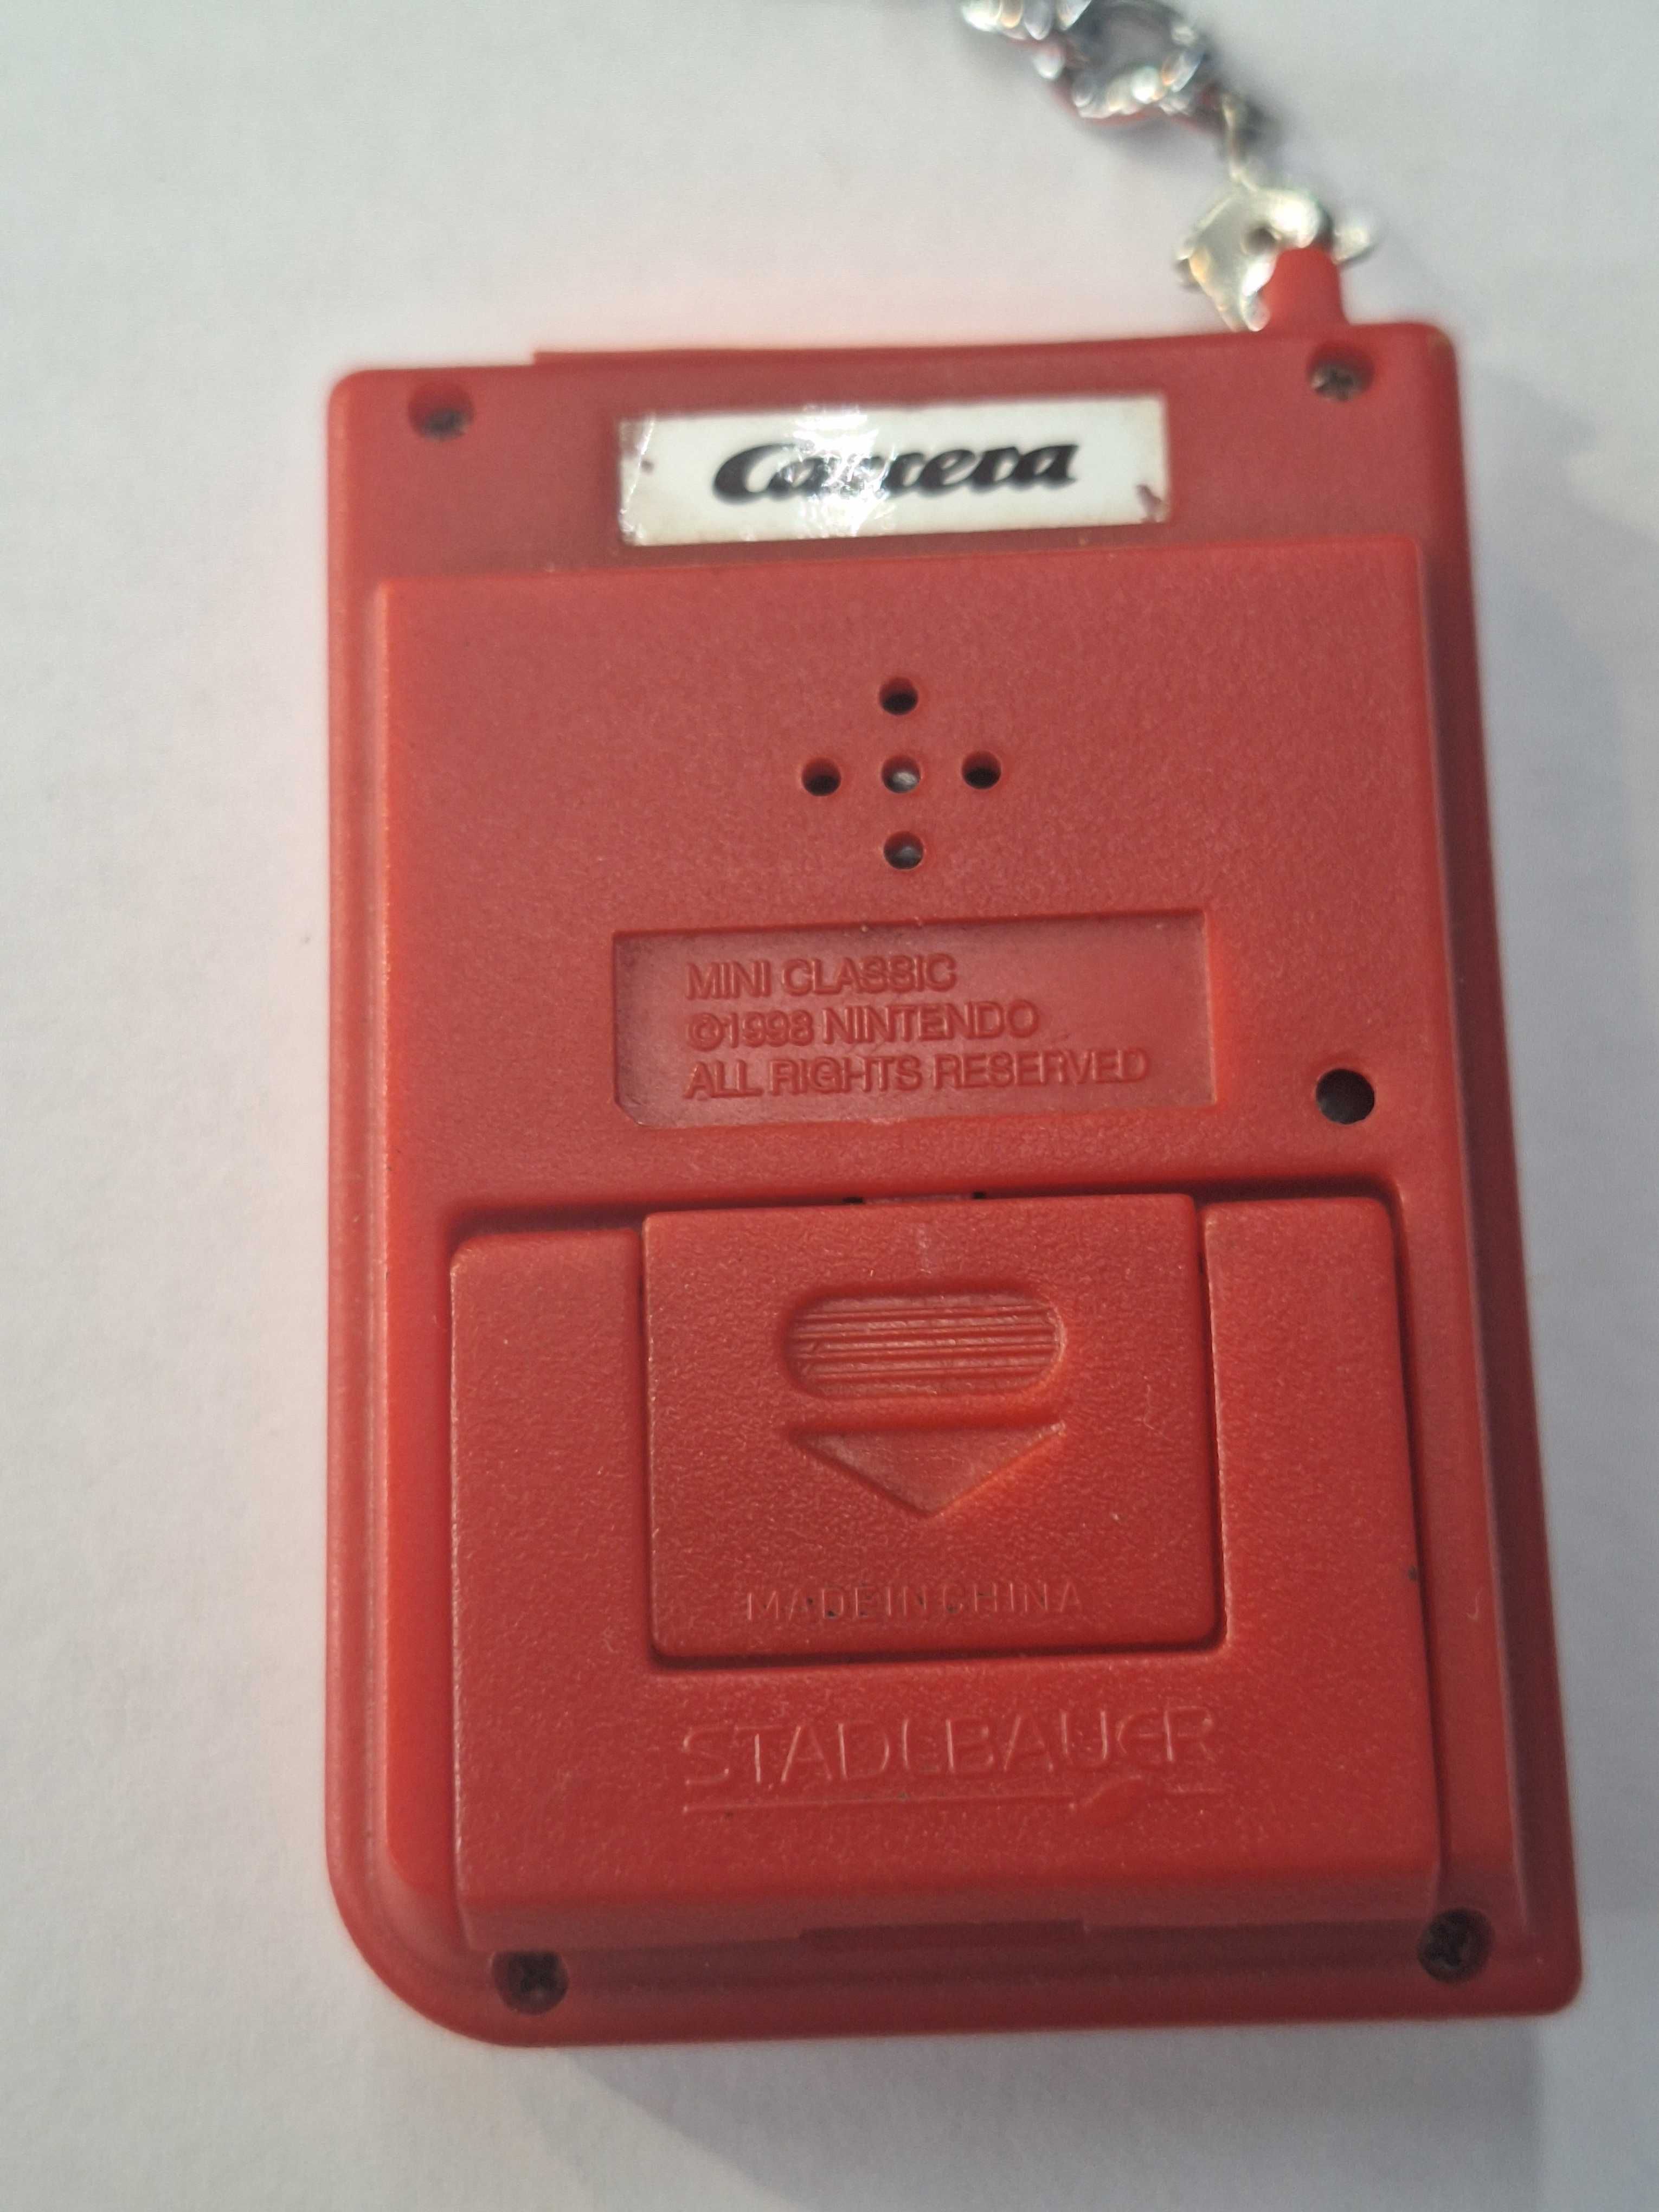 Carrera
MINI CLASSIC
©1998 NINTENDO
ALL RIGHTS RESERVED
MADE IN CHINA
STADLBAUER